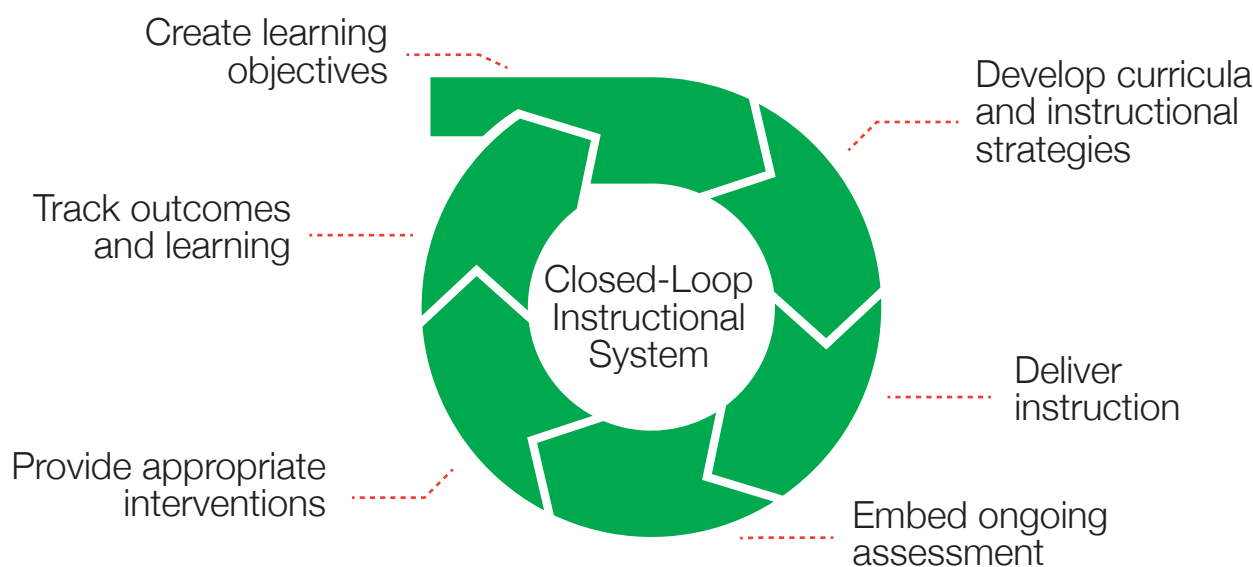 Create learning
objectives
Develop curricula
and instructional
strategies
Deliver
instruction
Embed ongoing
assessment
Provide appropriate
interventions
Track outcomes
and learning
Closed-Loop
Instructional
System